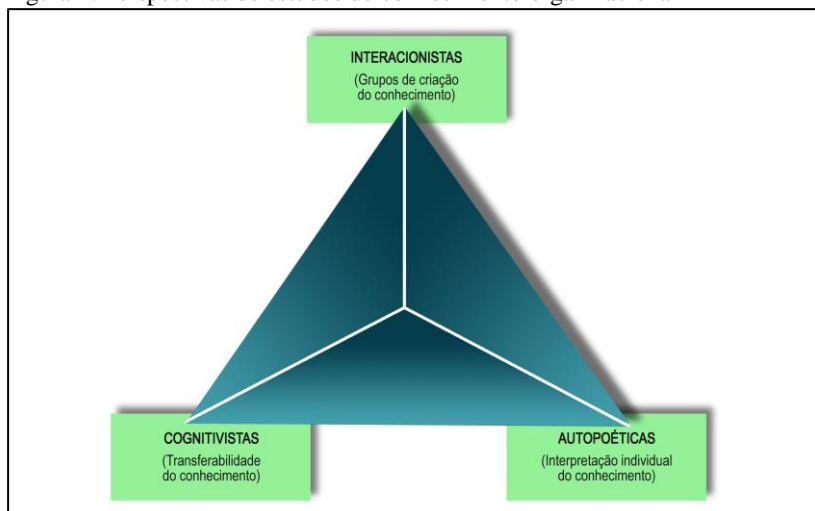 INTERACIONISTAS
(Grupos de criação
do conhecimento)
COGNITIVISTAS
(Transferabilidade
do conhecimento)
AUTOPOÉTICAS
(Interpretação individual
do conhecimento)